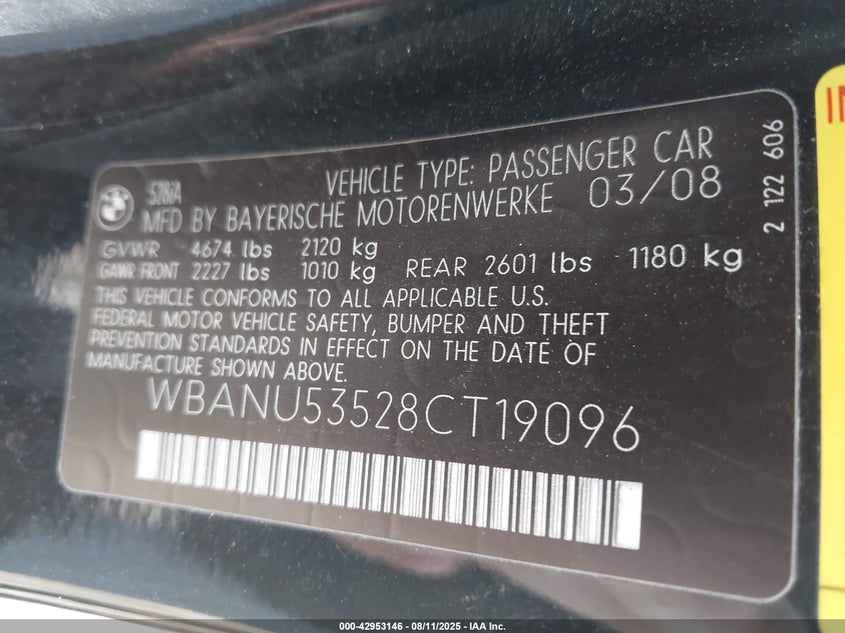 BMW
528iA
VEHICLE TYPE: PASSENGER CAR
MFD BY BAYERISCHE MOTORENWERKE 03/08
GVWR 4674 lbs 2120 kg
GAWR FRONT 2227 lbs 1010 kg REAR 2601 lbs 1180 kg
THIS VEHICLE CONFORMS TO ALL APPLICABLE U.S.
FEDERAL MOTOR VEHICLE SAFETY, BUMPER AND THEFT
PREVENTION STANDARDS IN EFFECT ON THE DATE OF
MANUFACTURE SHOWN ABOVE.
WBANU53528CT19096
2 122 606
IN
000-42953146 - 08/11/2025 - IAA Inc.